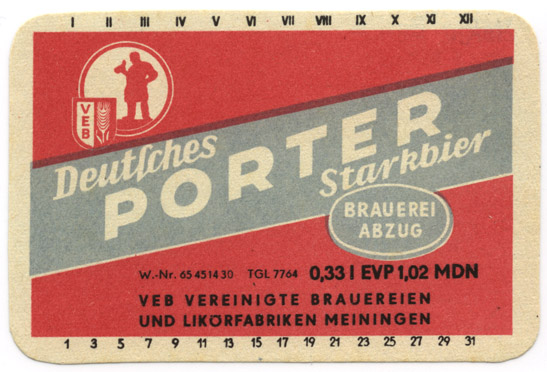 I II III IV V VI VII VIII IX X XI XII
VEB
Deutſches
PORTER
Starkbier
BRAUEREI
ABZUG
W.-Nr. 65 4514 30 TGL 7764 0,33 l EVP 1,02 MDN
VEB VEREINIGTE BRAUEREIEN
UND LIKÖRFABRIKEN MEININGEN
1 3 5 7 9 11 13 15 17 19 21 23 25 27 29 31